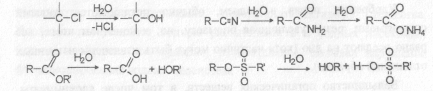 O O
C–Cl H₂O –HCl C–OH R–C≡N H₂O R–C NH₂ H₂O R–C ONH₄
O O O O
R–C OR' H₂O R–C OH + HOR' R–O–S–R' H₂O HOR + H–O–S–R'
O O